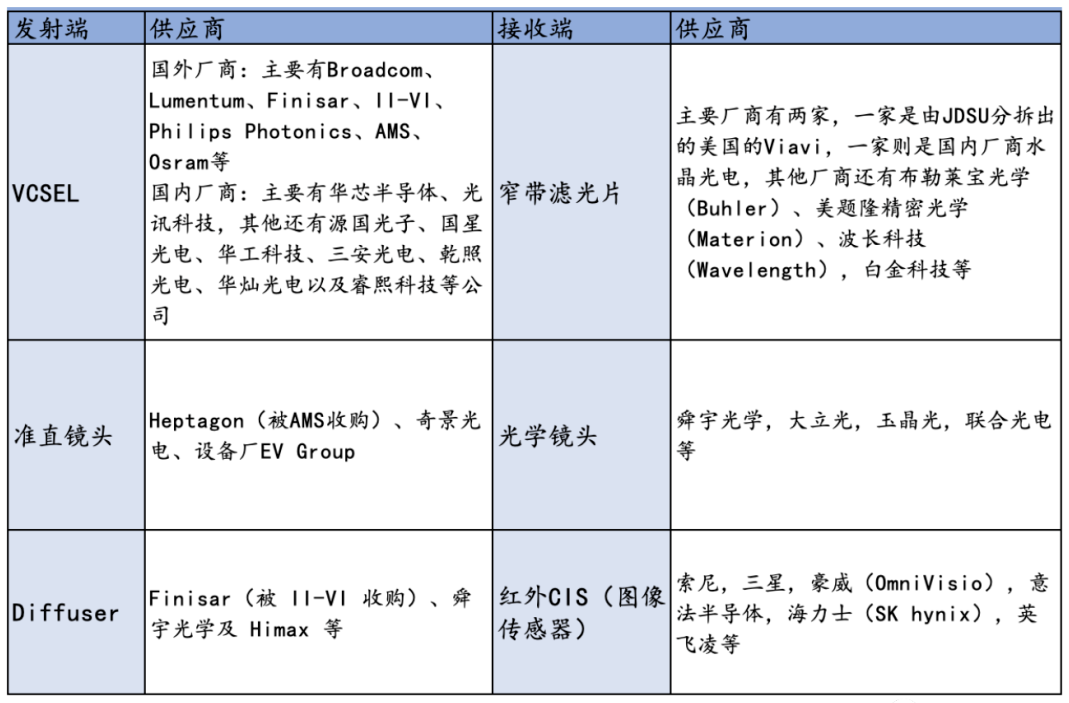 发射端
供应商
接收端
供应商
VCSEL
国外厂商：主要有Broadcom、
Lumentum、Finisar、II-VI、
Philips Photonics、AMS、
Osram等
国内厂商：主要有华芯半导体、光
讯科技，其他还有源国光子、国星
光电、华工科技、三安光电、乾照
光电、华灿光电以及睿熙科技等公
司
窄带滤光片
主要厂商有两家，一家是由JDSU分拆出
的美国的Viavi，一家则是国内厂商水
晶光电，其他厂商还有布勒莱宝光学
（Buhler）、美题隆精密光学
（Materion）、波长科技
（Wavelength），白金科技等
准直镜头
Heptagon（被AMS收购）、奇景光
电、设备厂EV Group
光学镜头
舜宇光学，大立光，玉晶光，联合光电
等
Diffuser
Finisar（被 II-VI 收购）、舜
宇光学及 Himax 等
红外CIS（图像
传感器）
索尼，三星，豪威（OmniVisio），意
法半导体，海力士（SK hynix），英
飞凌等